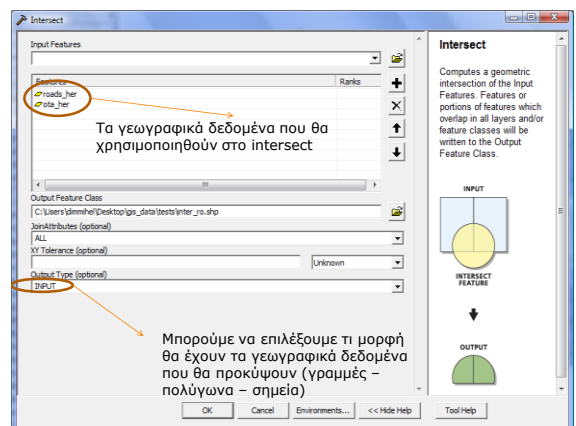 Intersect
Input Features
Features
Ranks
roads_her
ota_her
Τα γεωγραφικά δεδομένα που θα
χρησιμοποιηθούν στο intersect
Output Feature Class
C:\Users\dimmihel\Desktop\gis_data\tests\inter_ro.shp
JoinAttributes (optional)
ALL
XY Tolerance (optional)
Unknown
Output Type (optional)
INPUT
Μπορούμε να επιλέξουμε τι μορφή
θα έχουν τα γεωγραφικά δεδομένα
που θα προκύψουν (γραμμές –
πολύγωνα – σημεία)
OK
Cancel
Environments...
<< Hide Help
Tool Help
Intersect
Computes a geometric
intersection of the Input
Features. Features or
portions of features which
overlap in all layers and/or
feature classes will be
written to the Output
Feature Class.
INPUT
INTERSECT
FEATURE
OUTPUT